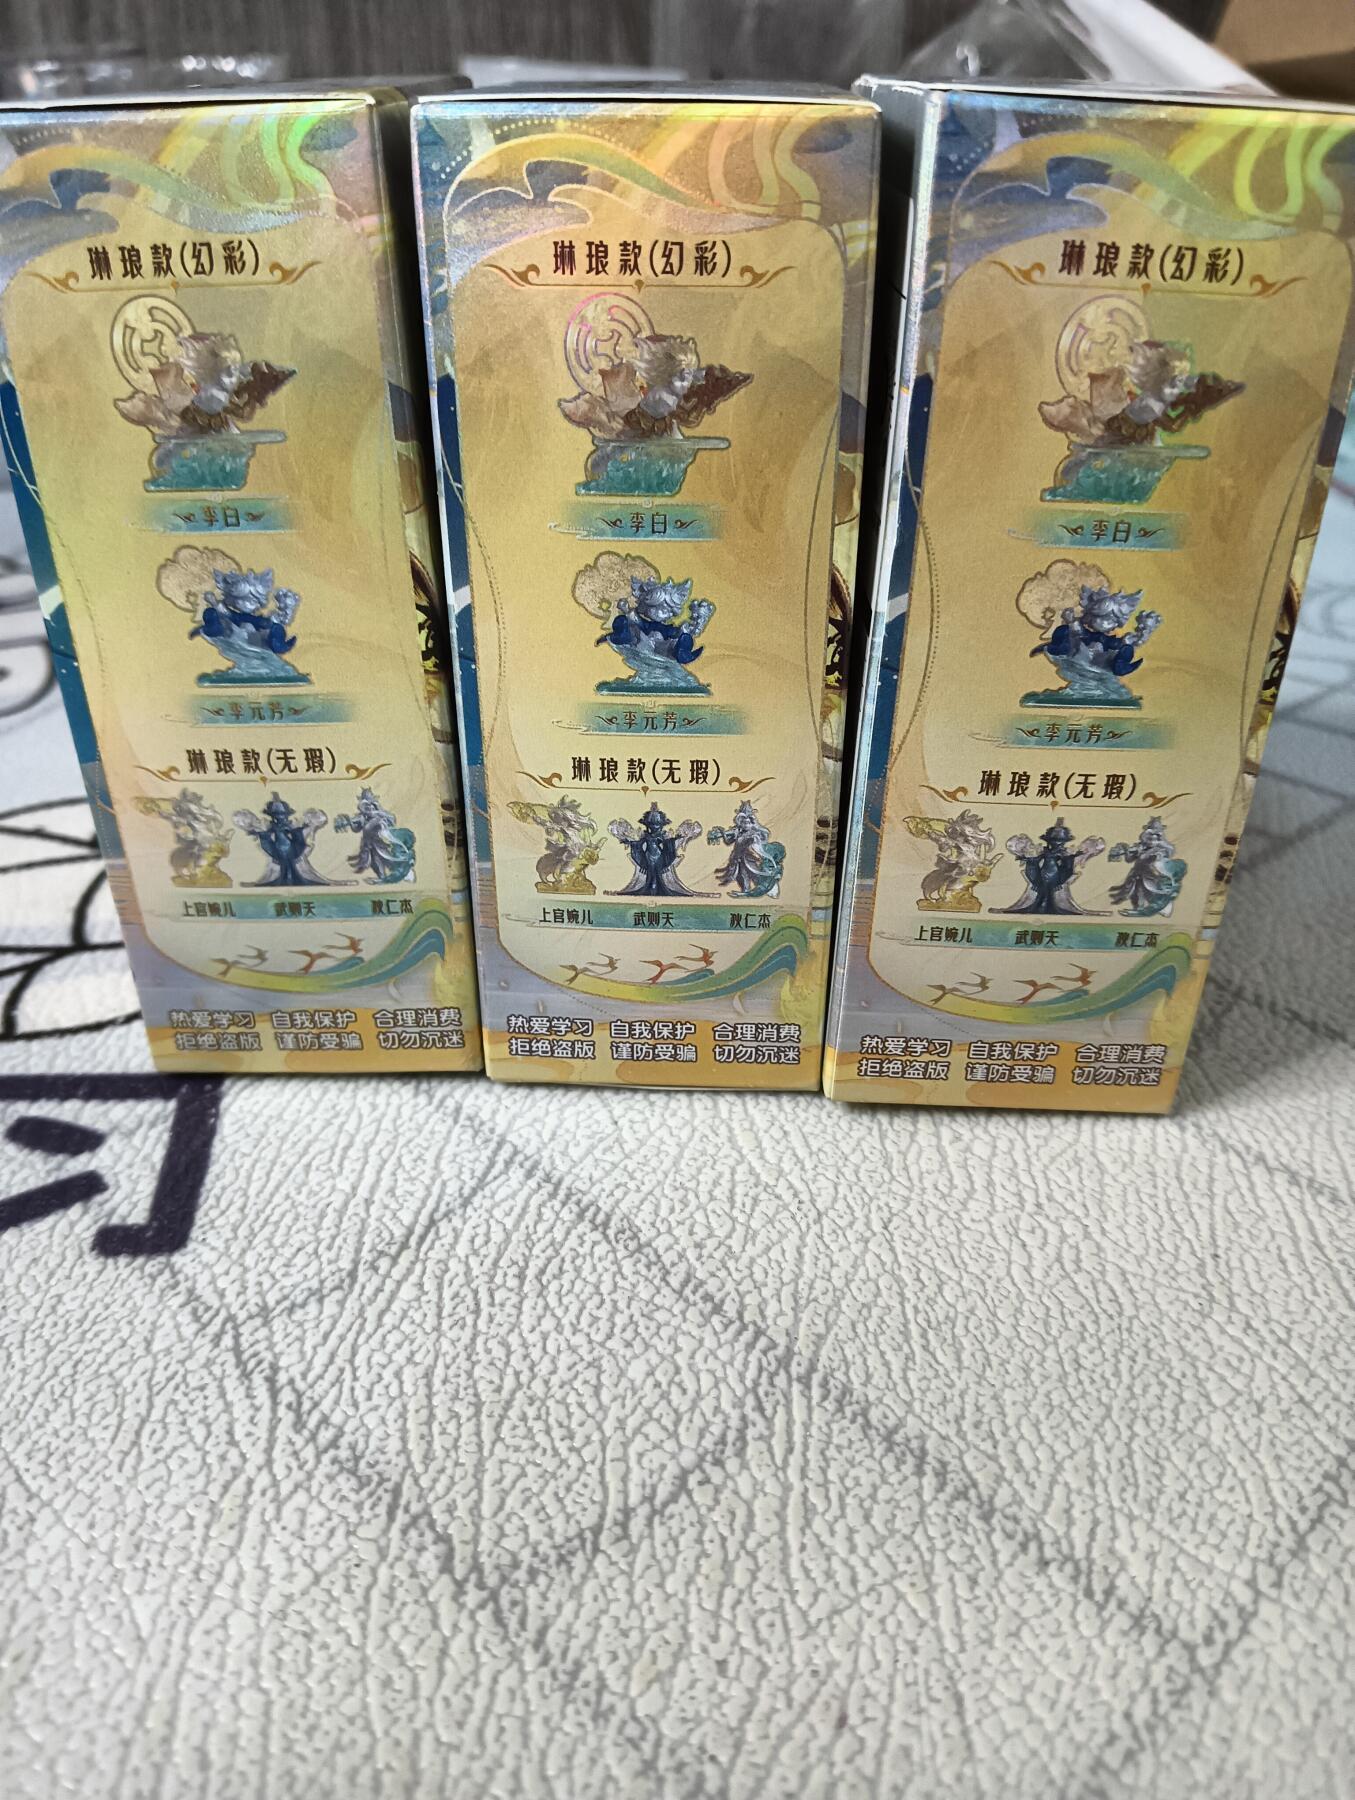 琳琅款(幻彩)
李白
李元芳
琳琅款(无瑕)
上官婉儿 武则天 狄仁杰
热爱学习 自我保护 合理消费
拒绝盗版 谨防受骗 切勿沉迷
琳琅款(幻彩)
李白
李元芳
琳琅款(无瑕)
上官婉儿 武则天 狄仁杰
热爱学习 自我保护 合理消费
拒绝盗版 谨防受骗 切勿沉迷
琳琅款(幻彩)
李白
李元芳
琳琅款(无瑕)
上官婉儿 武则天 狄仁杰
热爱学习 自我保护 合理消费
拒绝盗版 谨防受骗 切勿沉迷